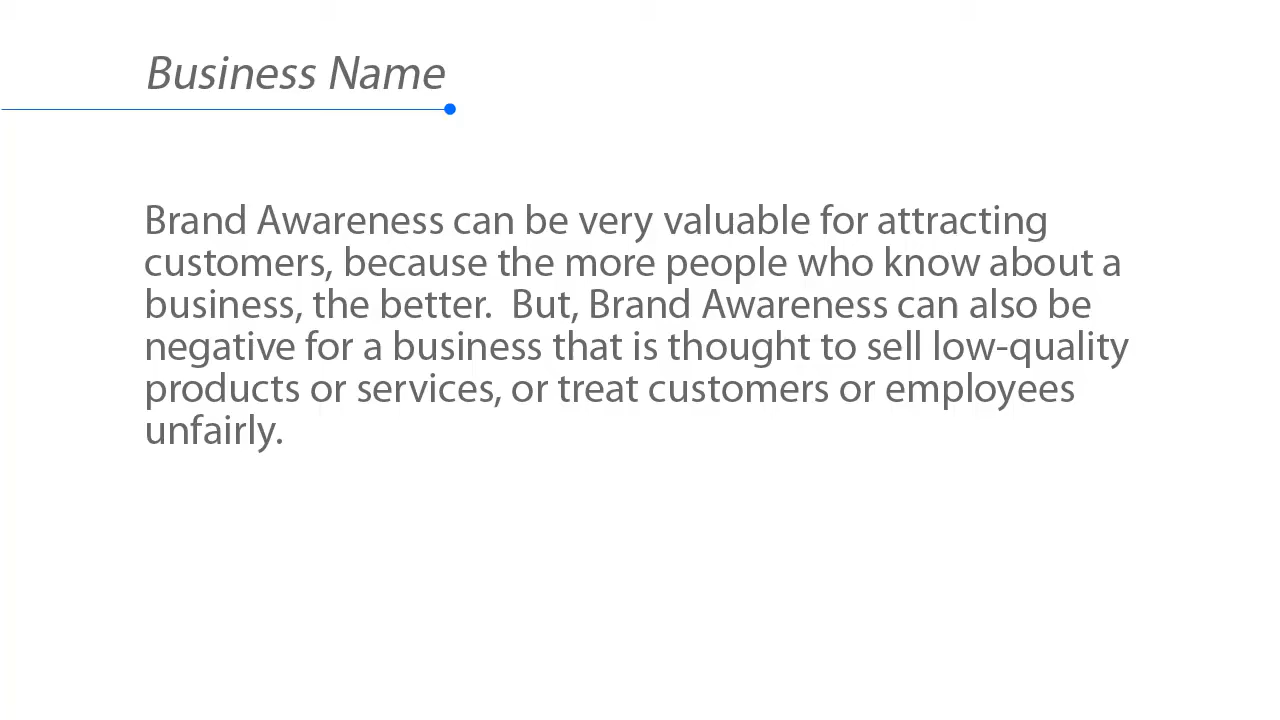 Business Name
Brand Awareness can be very valuable for attracting
customers, because the more people who know about a
business, the better.  But, Brand Awareness can also be
negative for a business that is thought to sell low-quality
products or services, or treat customers or employees
unfairly.